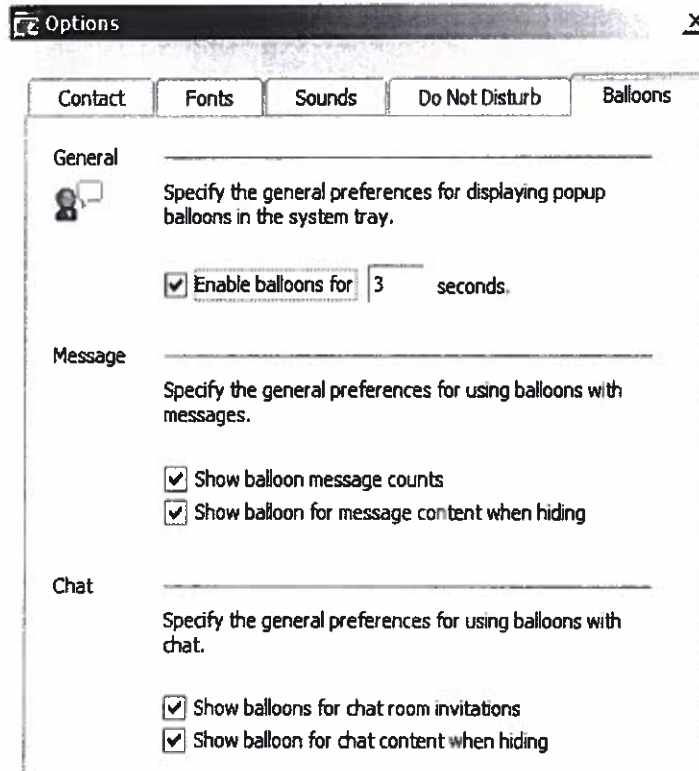 Options
Contact Fonts Sounds Do Not Disturb Balloons
General
Specify the general preferences for displaying popup
balloons in the system tray.
Enable balloons for 3 seconds.
Message
Specify the general preferences for using balloons with
messages.
Show balloon message counts
Show balloon for message content when hiding
Chat
Specify the general preferences for using balloons with
chat.
Show balloons for chat room invitations
Show balloon for chat content when hiding